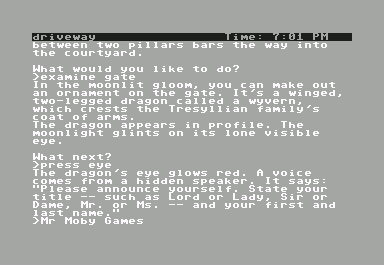 driveway Time: 7:01 PM
between two pillars bars the way into
the courtyard.
What would you like to do?
>examine gate
In the moonlit gloom, you can make out
an ornament on the gate. It's a winged,
two-legged dragon called a wyvern,
which crests the Tresyllian family's
coat of arms.
The dragon appears in profile. The
moonlight glints on its lone visible
eye.
What next?
>press eye
The dragon's eye glows red. A voice
comes from a hidden speaker. It says:
"Please announce yourself. State your
title -- such as Lord or Lady, Sir or
Dame, Mr. or Ms. -- and your first and
last name."
>Mr Moby Games